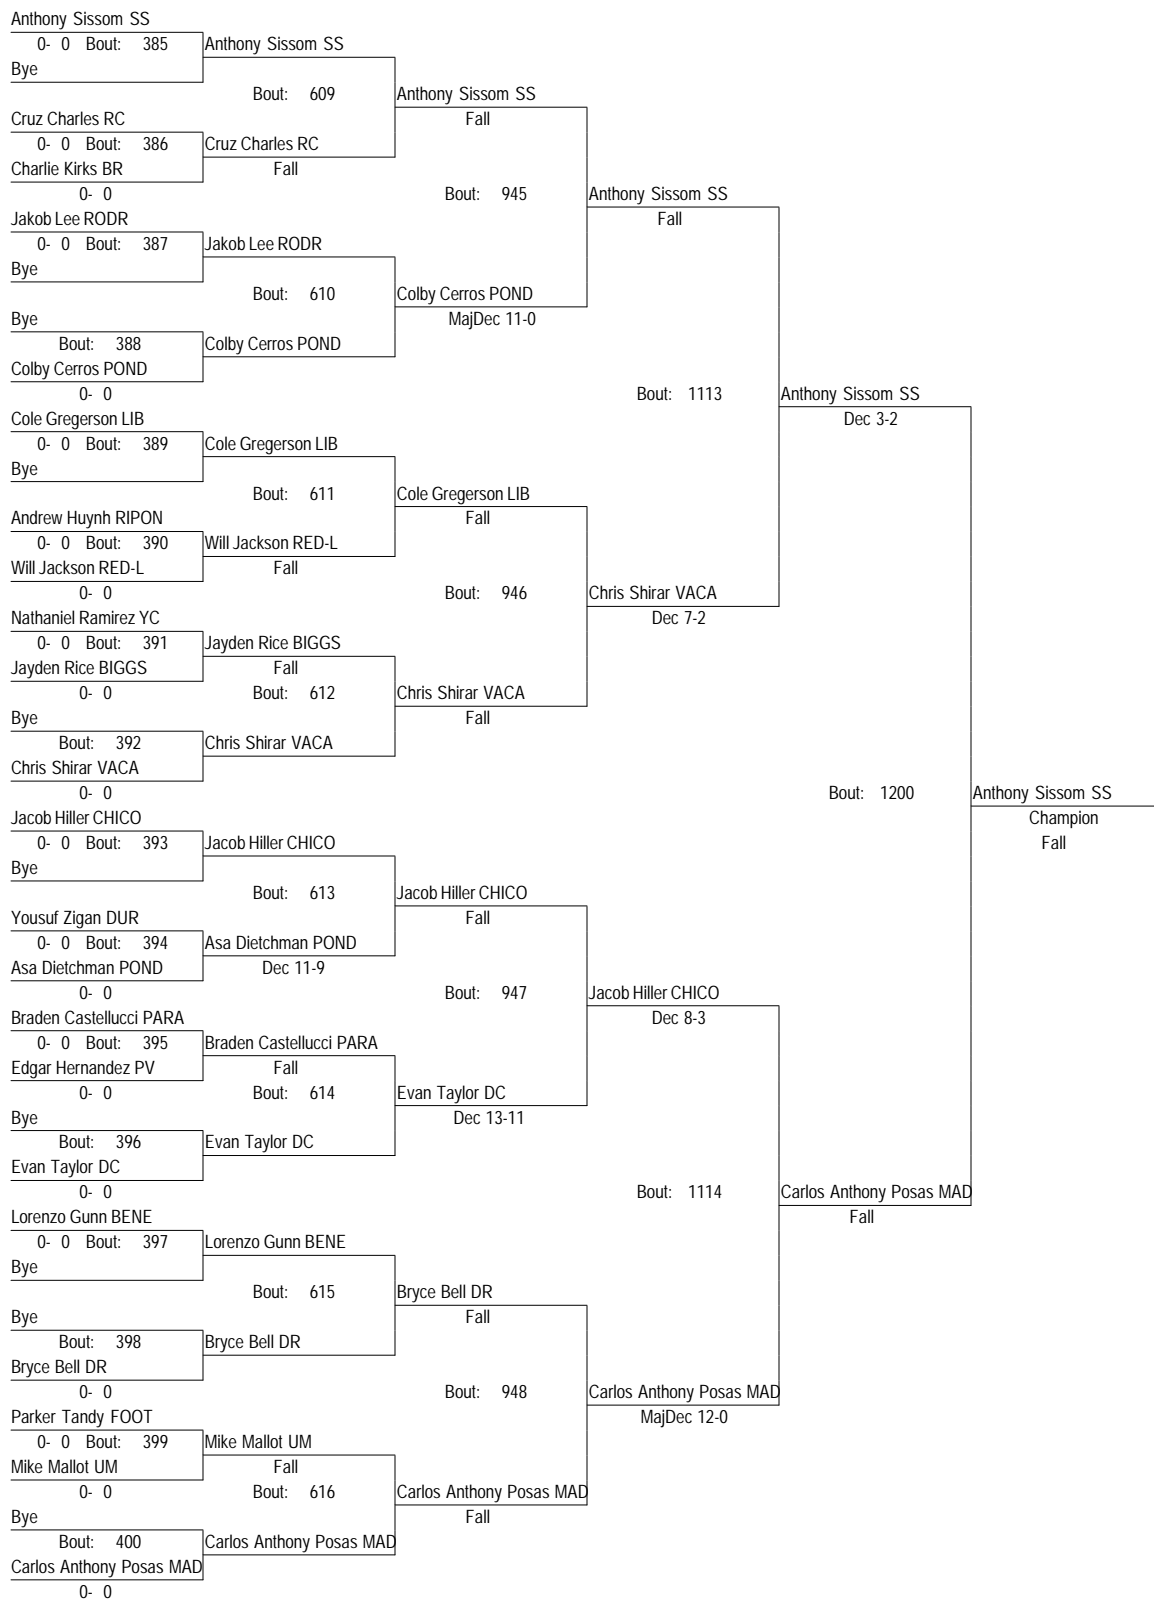 Anthony Sissom SS
0- 0 Bout: 385 Anthony Sissom SS
Bye
Bout: 609 Anthony Sissom SS
Cruz Charles RC Fall
0- 0 Bout: 386 Cruz Charles RC
Charlie Kirks BR Fall
0- 0 Bout: 945 Anthony Sissom SS
Jakob Lee RODR Fall
0- 0 Bout: 387 Jakob Lee RODR
Bye
Bout: 610 Colby Cerros POND
Bye MajDec 11-0
Bout: 388 Colby Cerros POND
Colby Cerros POND
0- 0 Bout: 1113 Anthony Sissom SS
Cole Gregerson LIB Dec 3-2
0- 0 Bout: 389 Cole Gregerson LIB
Bye
Bout: 611 Cole Gregerson LIB
Andrew Huynh RIPON Fall
0- 0 Bout: 390 Will Jackson RED-L
Will Jackson RED-L Fall
0- 0 Bout: 946 Chris Shirar VACA
Nathaniel Ramirez YC Dec 7-2
0- 0 Bout: 391 Jayden Rice BIGGS
Jayden Rice BIGGS Fall
0- 0 Bout: 612 Chris Shirar VACA
Bye Fall
Bout: 392 Chris Shirar VACA
Chris Shirar VACA
0- 0 Bout: 1200 Anthony Sissom SS
Jacob Hiller CHICO Champion
0- 0 Bout: 393 Jacob Hiller CHICO Fall
Bye
Bout: 613 Jacob Hiller CHICO
Yousuf Zigan DUR Fall
0- 0 Bout: 394 Asa Dietchman POND
Asa Dietchman POND Dec 11-9
0- 0 Bout: 947 Jacob Hiller CHICO
Braden Castellucci PARA Dec 8-3
0- 0 Bout: 395 Braden Castellucci PARA
Edgar Hernandez PV Fall
0- 0 Bout: 614 Evan Taylor DC
Bye Dec 13-11
Bout: 396 Evan Taylor DC
Evan Taylor DC
0- 0 Bout: 1114 Carlos Anthony Posas MAD
Lorenzo Gunn BENE Fall
0- 0 Bout: 397 Lorenzo Gunn BENE
Bye
Bout: 615 Bryce Bell DR
Bye Fall
Bout: 398 Bryce Bell DR
Bryce Bell DR
0- 0 Bout: 948 Carlos Anthony Posas MAD
Parker Tandy FOOT MajDec 12-0
0- 0 Bout: 399 Mike Mallot UM
Mike Mallot UM Fall
0- 0 Bout: 616 Carlos Anthony Posas MAD
Bye Fall
Bout: 400 Carlos Anthony Posas MAD
Carlos Anthony Posas MAD
0- 0